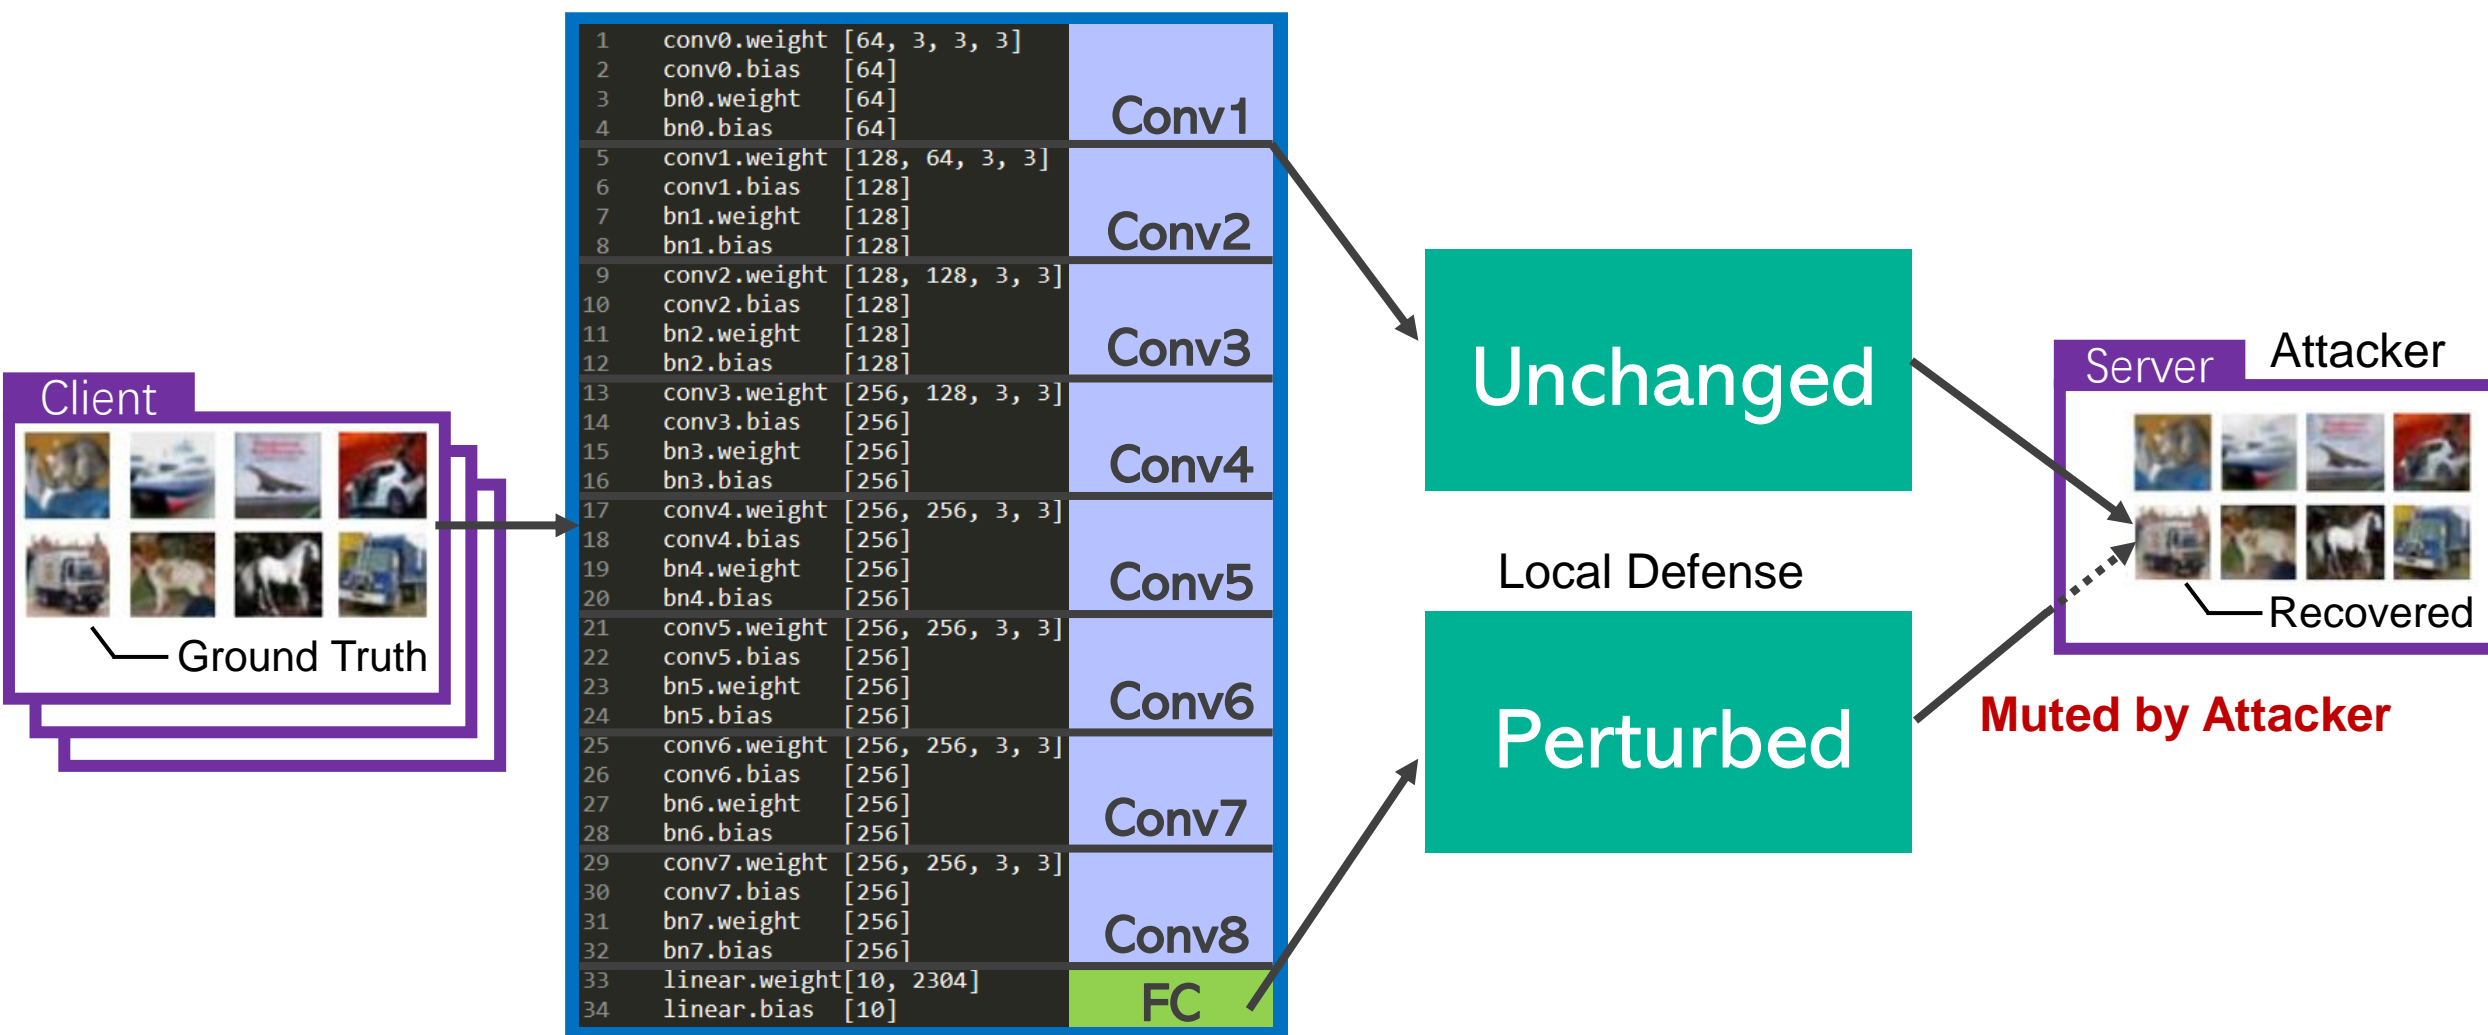 Client
Ground Truth
1 conv0.weight [64, 3, 3, 3]
2 conv0.bias [64]
3 bn0.weight [64]
4 bn0.bias [64]
Conv1
5 conv1.weight [128, 64, 3, 3]
6 conv1.bias [128]
7 bn1.weight [128]
8 bn1.bias [128]
Conv2
9 conv2.weight [128, 128, 3, 3]
10 conv2.bias [128]
11 bn2.weight [128]
12 bn2.bias [128]
Conv3
13 conv3.weight [256, 128, 3, 3]
14 conv3.bias [256]
15 bn3.weight [256]
16 bn3.bias [256]
Conv4
17 conv4.weight [256, 256, 3, 3]
18 conv4.bias [256]
19 bn4.weight [256]
20 bn4.bias [256]
Conv5
21 conv5.weight [256, 256, 3, 3]
22 conv5.bias [256]
23 bn5.weight [256]
24 bn5.bias [256]
Conv6
25 conv6.weight [256, 256, 3, 3]
26 conv6.bias [256]
27 bn6.weight [256]
28 bn6.bias [256]
Conv7
29 conv7.weight [256, 256, 3, 3]
30 conv7.bias [256]
31 bn7.weight [256]
32 bn7.bias [256]
Conv8
33 linear.weight[10, 2304]
34 linear.bias [10]
FC
Unchanged
Local Defense
Perturbed
Server
Attacker
Recovered
Muted by Attacker